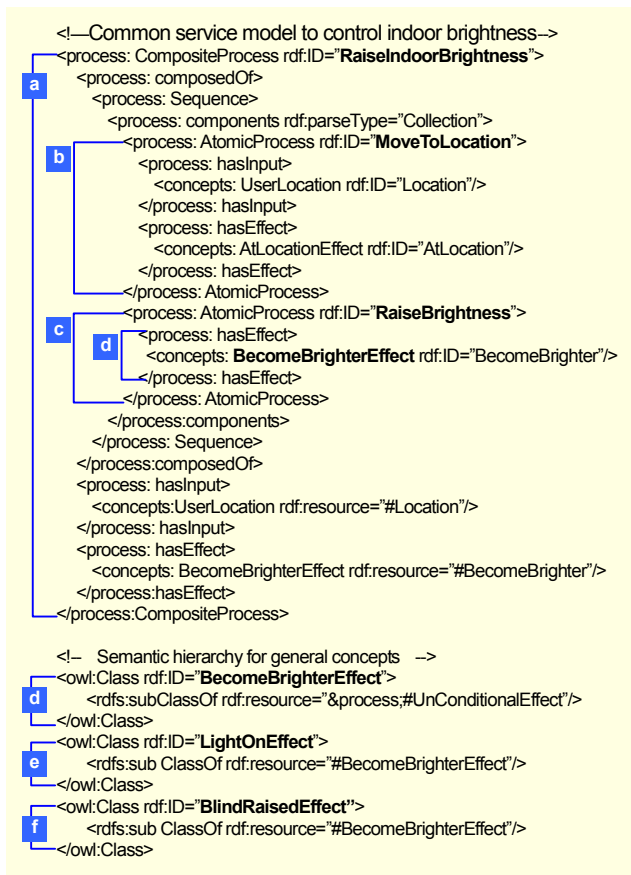 <!—Common service model to control indoor brightness-->
<process: CompositeProcess rdf:ID=”RaiseIndoorBrightness”>
a
<process: composedOf>
<process: Sequence>
<process: components rdf:parseType=”Collection”>
<process: AtomicProcess rdf:ID=”MoveToLocation”>
b
<process: hasInput>
<concepts: UserLocation rdf:ID=”Location”/>
</process: hasInput>
<process: hasEffect>
<concepts: AtLocationEffect rdf:ID=”AtLocation”/>
</process: hasEffect>
</process: AtomicProcess>
<process: AtomicProcess rdf:ID=”RaiseBrightness”>
c
<process: hasEffect>
d
<concepts: BecomeBrighterEffect rdf:ID=”BecomeBrighter”/>
</process: hasEffect>
</process: AtomicProcess>
</process:components>
</process: Sequence>
</process:composedOf>
<process: hasInput>
<concepts:UserLocation rdf:resource=”#Location”/>
</process: hasInput>
<process: hasEffect>
<concepts: BecomeBrighterEffect rdf:resource=”#BecomeBrighter”/>
</process:hasEffect>
</process:CompositeProcess>
<!– Semantic hierarchy for general concepts –>
<owl:Class rdf:ID=”BecomeBrighterEffect”>
d
<rdfs:subClassOf rdf:resource=”&process;#UnConditionalEffect”/>
</owl:Class>
<owl:Class rdf:ID=”LightOnEffect”>
e
<rdfs:sub ClassOf rdf:resource=”#BecomeBrighterEffect”/>
</owl:Class>
<owl:Class rdf:ID=”BlindRaisedEffect”>
f
<rdfs:sub ClassOf rdf:resource=”#BecomeBrighterEffect”/>
</owl:Class>